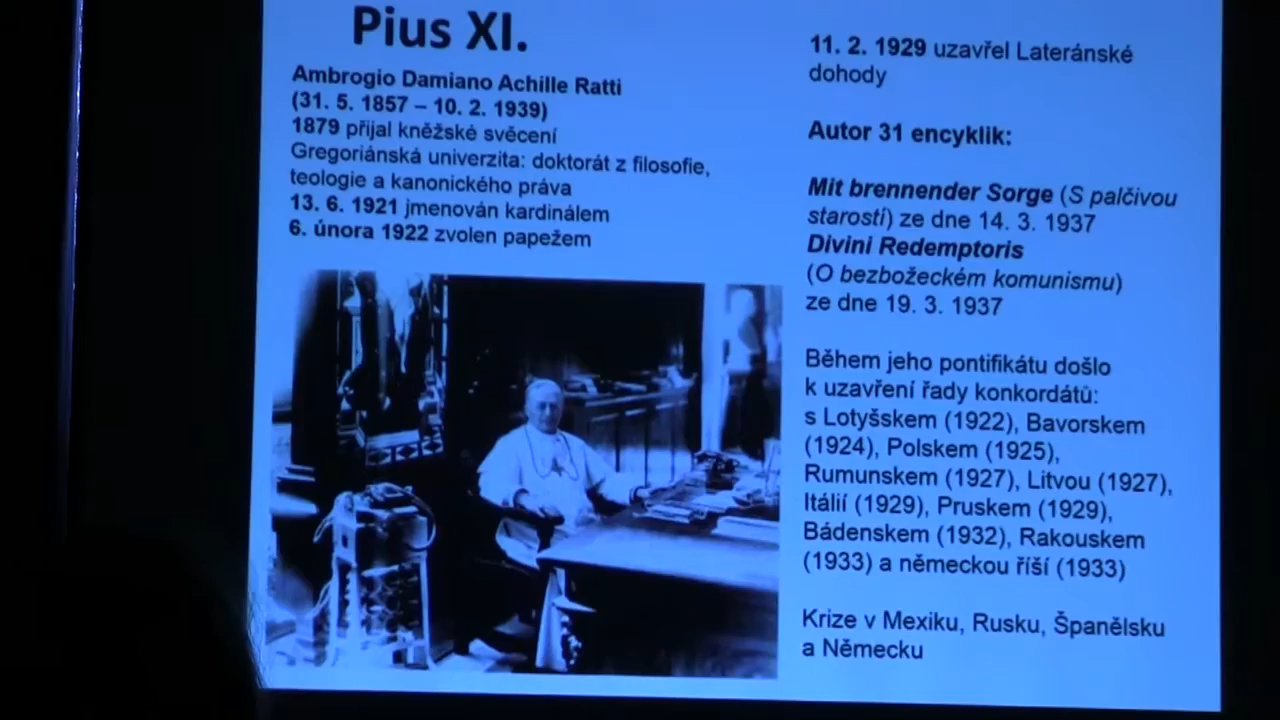 Pius XI.
Ambrogio Damiano Achille Ratti
(31. 5. 1857 – 10. 2. 1939)
1879 přijal kněžské svěcení
Gregoriánská univerzita: doktorát z filosofie,
teologie a kanonického práva
13. 6. 1921 jmenován kardinálem
6. února 1922 zvolen papežem
11. 2. 1929 uzavřel Lateránské
dohody
Autor 31 encyklik:
Mit brennender Sorge (S palčivou
starostí) ze dne 14. 3. 1937
Divini Redemptoris
(O bezbožeckém komunismu)
ze dne 19. 3. 1937
Během jeho pontifikátu došlo
k uzavření řady konkordátů:
s Lotyšskem (1922), Bavorskem
(1924), Polskem (1925),
Rumunskem (1927), Litvou (1927),
Itálií (1929), Pruskem (1929),
Bádenskem (1932), Rakouskem
(1933) a německou říší (1933)
Krize v Mexiku, Rusku, Španělsku
a Německu